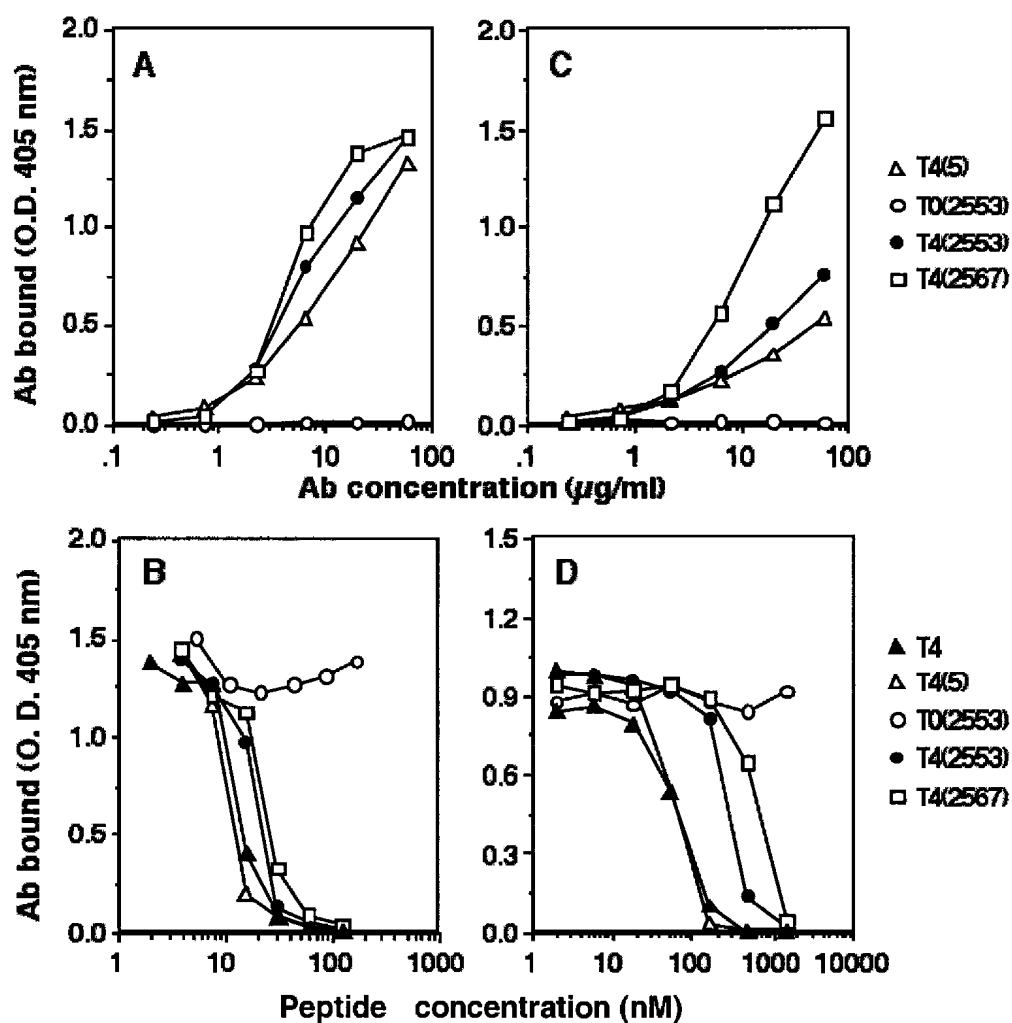 A
C
Ab bound (O.D. 405 nm)
2.0
1.5
1.0
0.5
0.0
2.0
1.5
1.0
0.5
0.0
.1 1 10 100
.1 1 10 100
Ab concentration (µg/ml)
T4(5)
T0(2553)
T4(2553)
T4(2567)
B
D
Ab bound (O. D. 405 nm)
2.0
1.5
1.0
0.5
0.0
1.5
1.2
0.9
0.6
0.3
0.0
1 10 100 1000
1 10 100 1000 10000
Peptide concentration (nM)
T4
T4(5)
T0(2553)
T4(2553)
T4(2567)